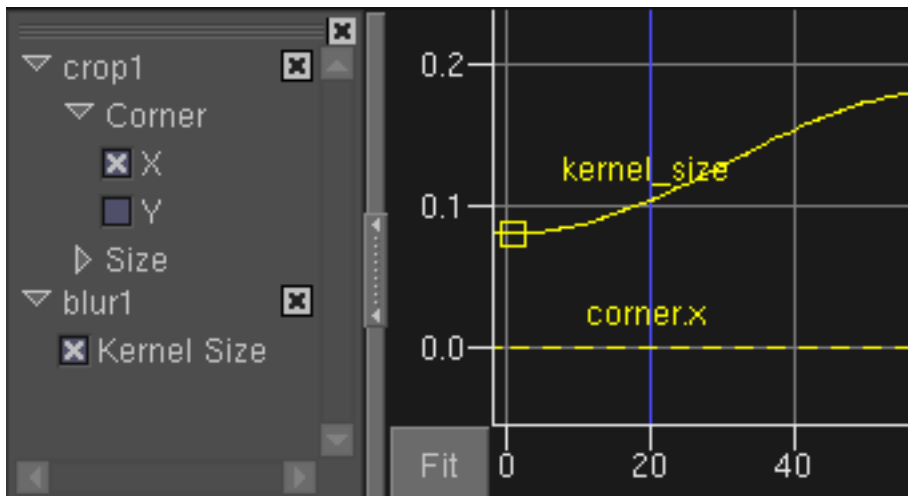 crop1
Corner
X
Y
Size
blur1
Kernel Size
0.2
kernel_size
0.1
corner.x
0.0
Fit
0 20 40